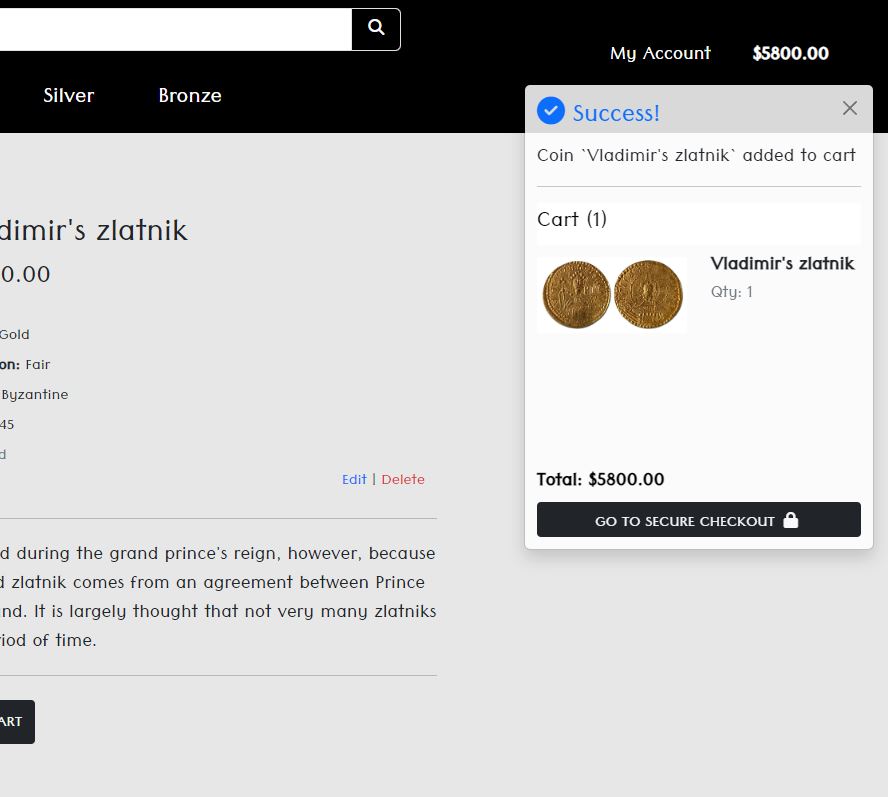 My Account $5800.00
Silver Bronze
Success!
Coin `Vladimir's zlatnik` added to cart
Cart (1)
Vladimir's zlatnik
Qty: 1
Total: $5800.00
GO TO SECURE CHECKOUT
dimir's zlatnik
0.00
Gold
on: Fair
Byzantine
45
d
Edit | Delete
d during the grand prince's reign, however, because
d zlatnik comes from an agreement between Prince
nd. It is largely thought that not very many zlatniks
iod of time.
ART